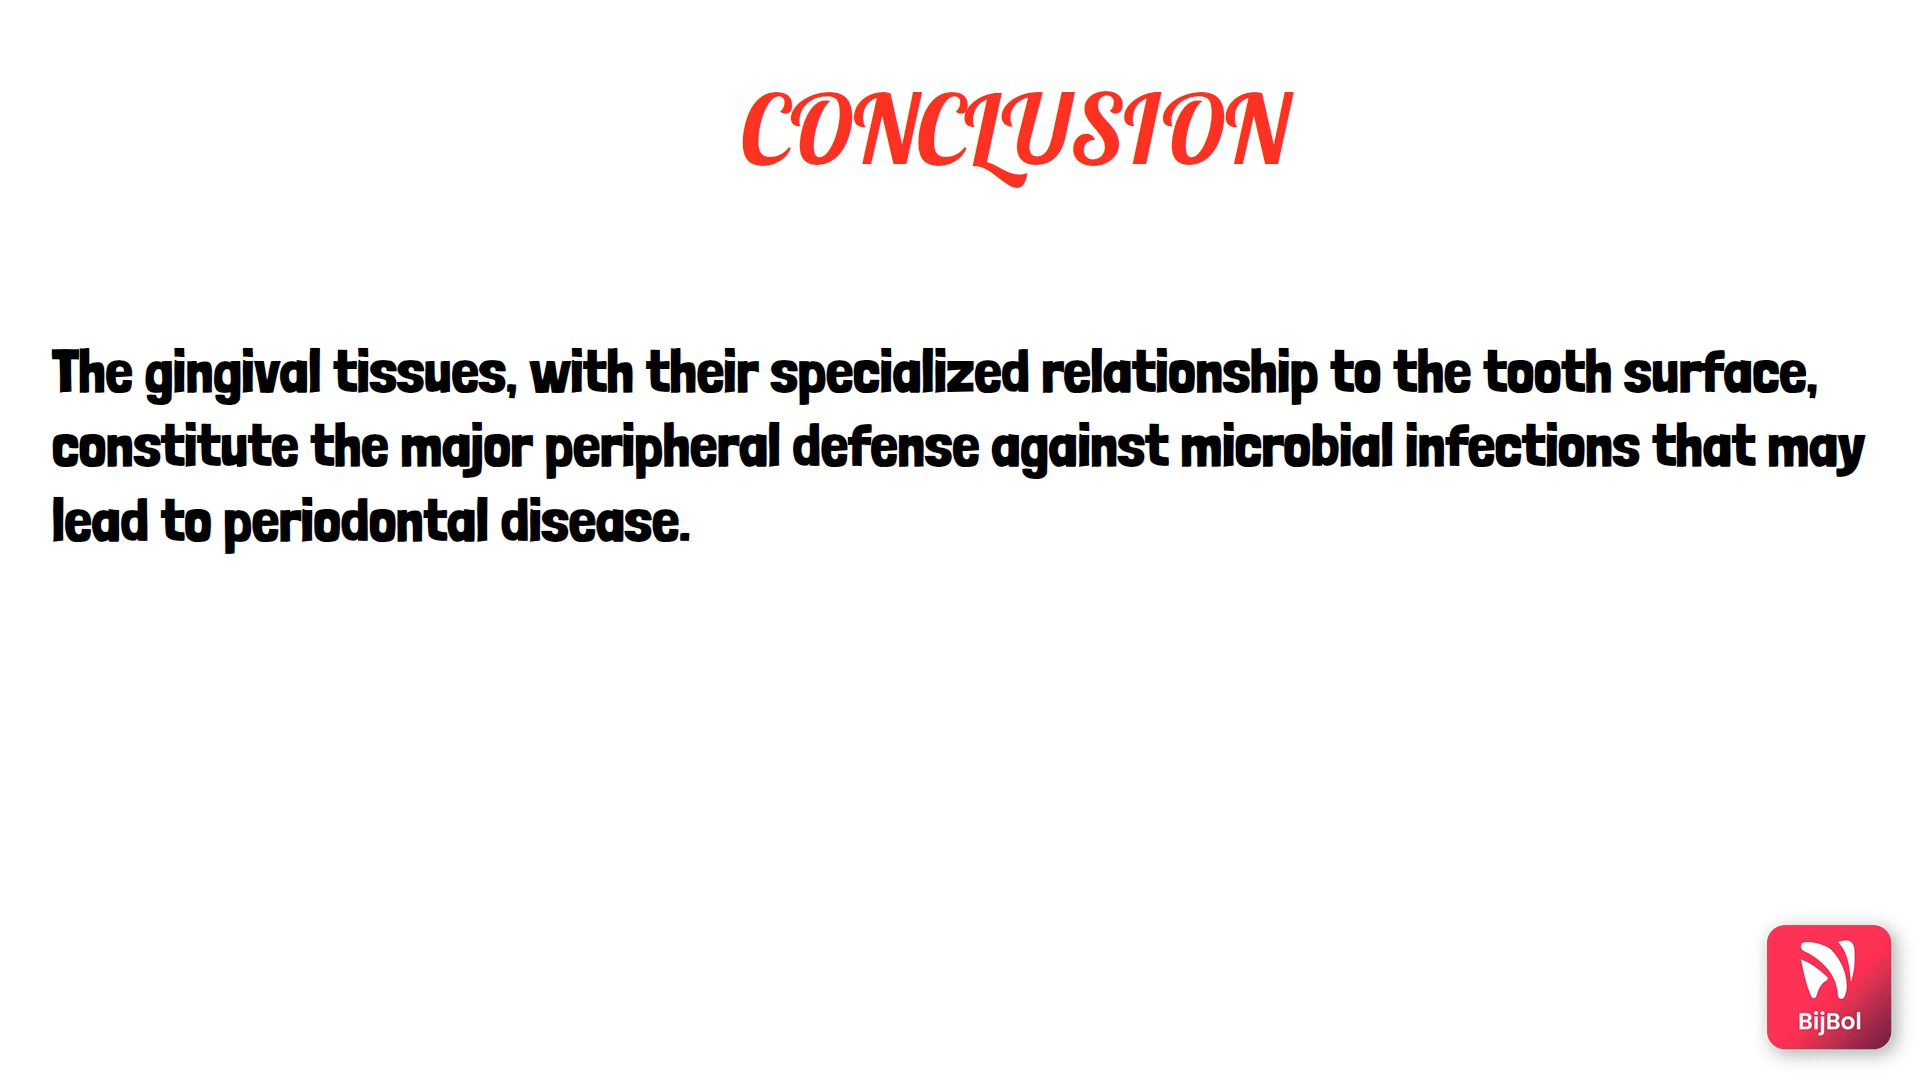 CONCLUSION
The gingival tissues, with their specialized relationship to the tooth surface,
constitute the major peripheral defense against microbial infections that may
lead to periodontal disease.
BijBol